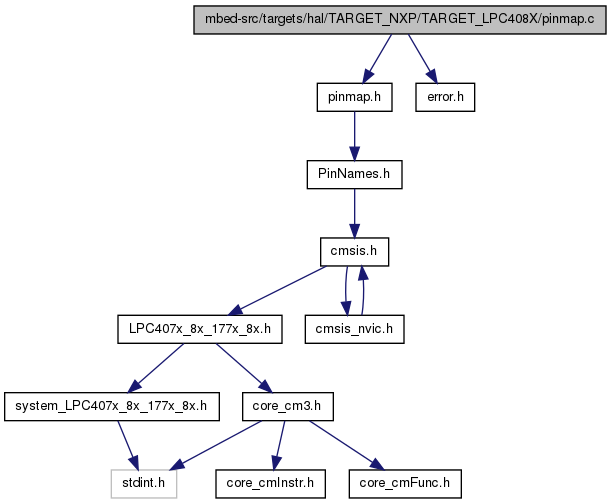 mbed-src/targets/hal/TARGET_NXP/TARGET_LPC408X/pinmap.c
pinmap.h
error.h
PinNames.h
cmsis.h
LPC407x_8x_177x_8x.h
cmsis_nvic.h
system_LPC407x_8x_177x_8x.h
core_cm3.h
stdint.h
core_cmInstr.h
core_cmFunc.h